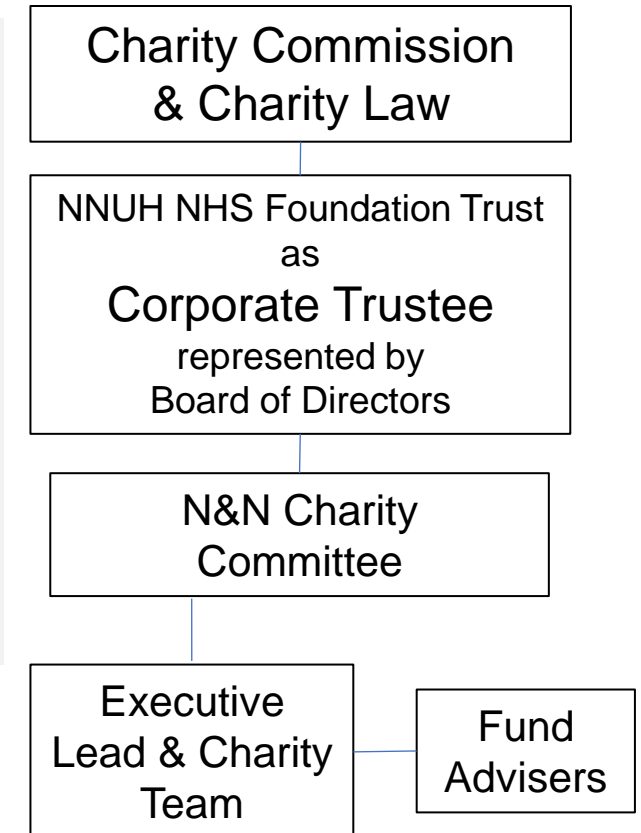 Charity Commission
& Charity Law
NNUH NHS Foundation Trust
as
Corporate Trustee
represented by
Board of Directors
N&N Charity
Committee
Executive
Lead & Charity
Team
Fund
Advisers